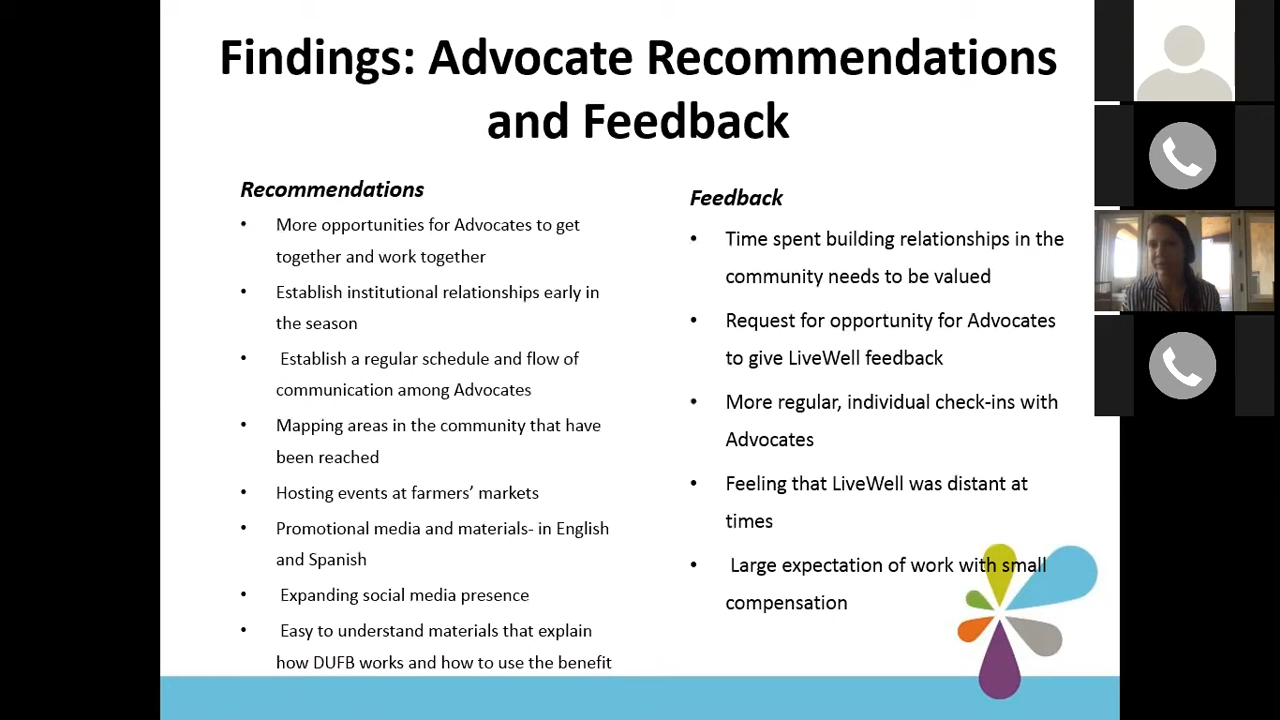 Findings: Advocate Recommendations
and Feedback
Recommendations
• More opportunities for Advocates to get
together and work together
• Establish institutional relationships early in
the season
• Establish a regular schedule and flow of
communication among Advocates
• Mapping areas in the community that have
been reached
• Hosting events at farmers’ markets
• Promotional media and materials- in English
and Spanish
• Expanding social media presence
• Easy to understand materials that explain
how DUFB works and how to use the benefit
Feedback
• Time spent building relationships in the
community needs to be valued
• Request for opportunity for Advocates
to give LiveWell feedback
• More regular, individual check-ins with
Advocates
• Feeling that LiveWell was distant at
times
• Large expectation of work with small
compensation